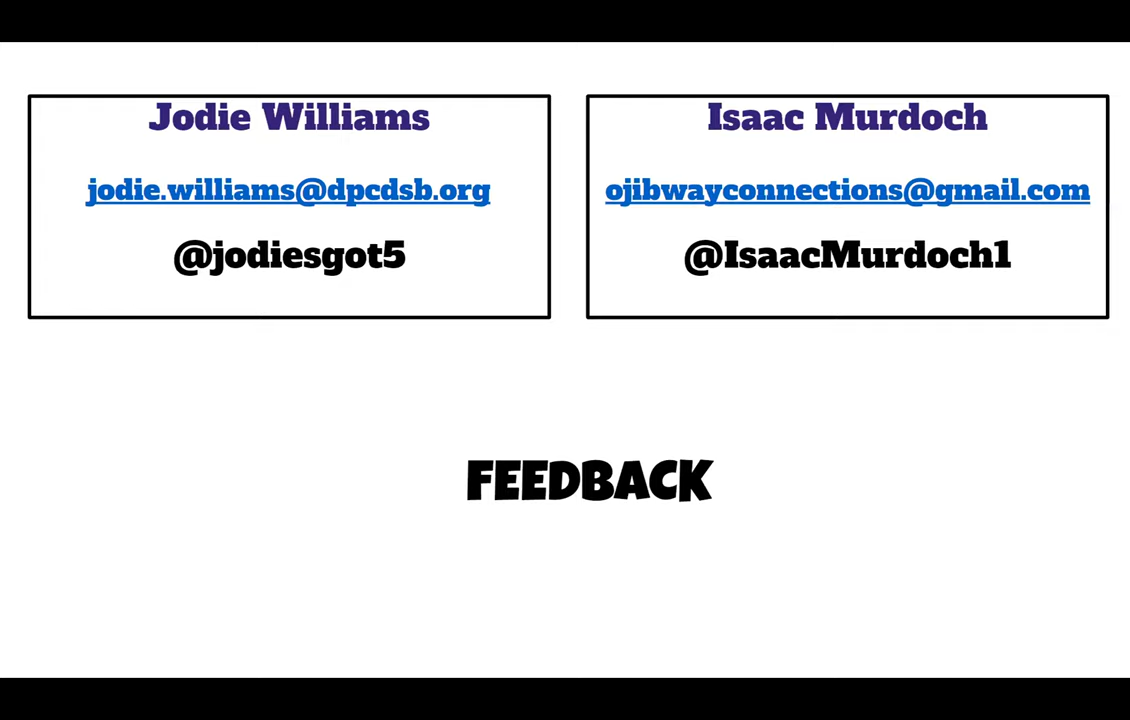 Jodie Williams
jodie.williams@dpcdsb.org
@jodiesgot5
Isaac Murdoch
ojibwayconnections@gmail.com
@IsaacMurdoch1
FEEDBACK